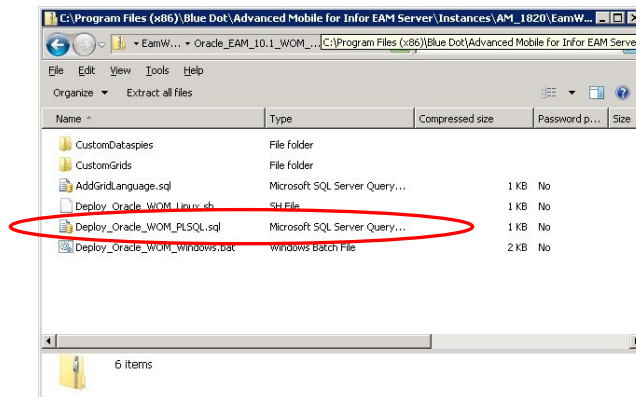 C:\Program Files (x86)\Blue Dot\Advanced Mobile for Infor EAM Server\Instances\AM_1820\EamW...
EamW... Oracle_EAM_10.1_WOM_... C:\Program Files (x86)\Blue Dot\Advanced Mobile for Infor EAM Serve
File Edit View Tools Help
Organize Extract all files
Name Type Compressed size Password p... Size
CustomDataspies File folder
CustomGrids File folder
AddGridLanguage.sql Microsoft SQL Server Query... 1 KB No
Deploy_Oracle_WOM_Linux.sh SH File 1 KB No
Deploy_Oracle_WOM_PLSQL.sql Microsoft SQL Server Query... 1 KB No
Deploy_Oracle_WOM_Windows.bat Windows Batch File 2 KB No
6 items